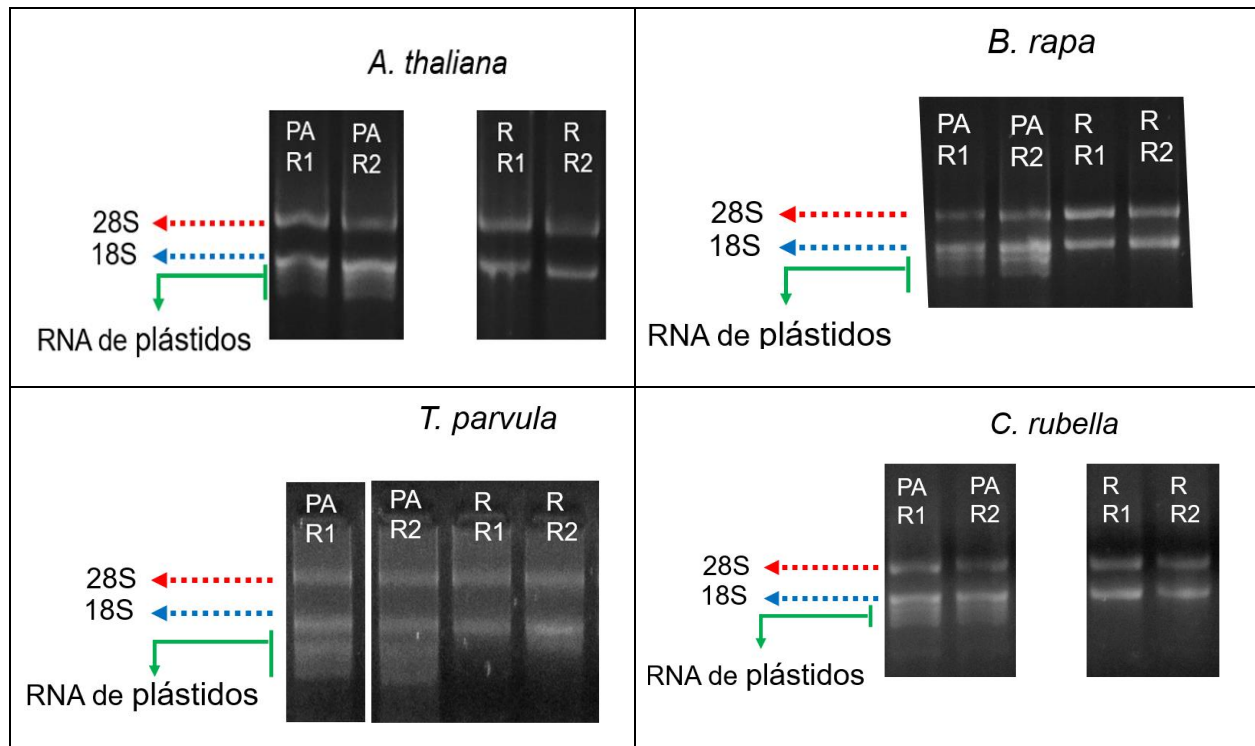 A. thaliana
PA PA R R
R1 R2 R1 R2
28S
18S
RNA de plástidos
B. rapa
PA PA R R
R1 R2 R1 R2
28S
18S
RNA de plástidos
T. parvula
PA PA R R
R1 R2 R1 R2
28S
18S
RNA de plástidos
C. rubella
PA PA R R
R1 R2 R1 R2
28S
18S
RNA de plástidos